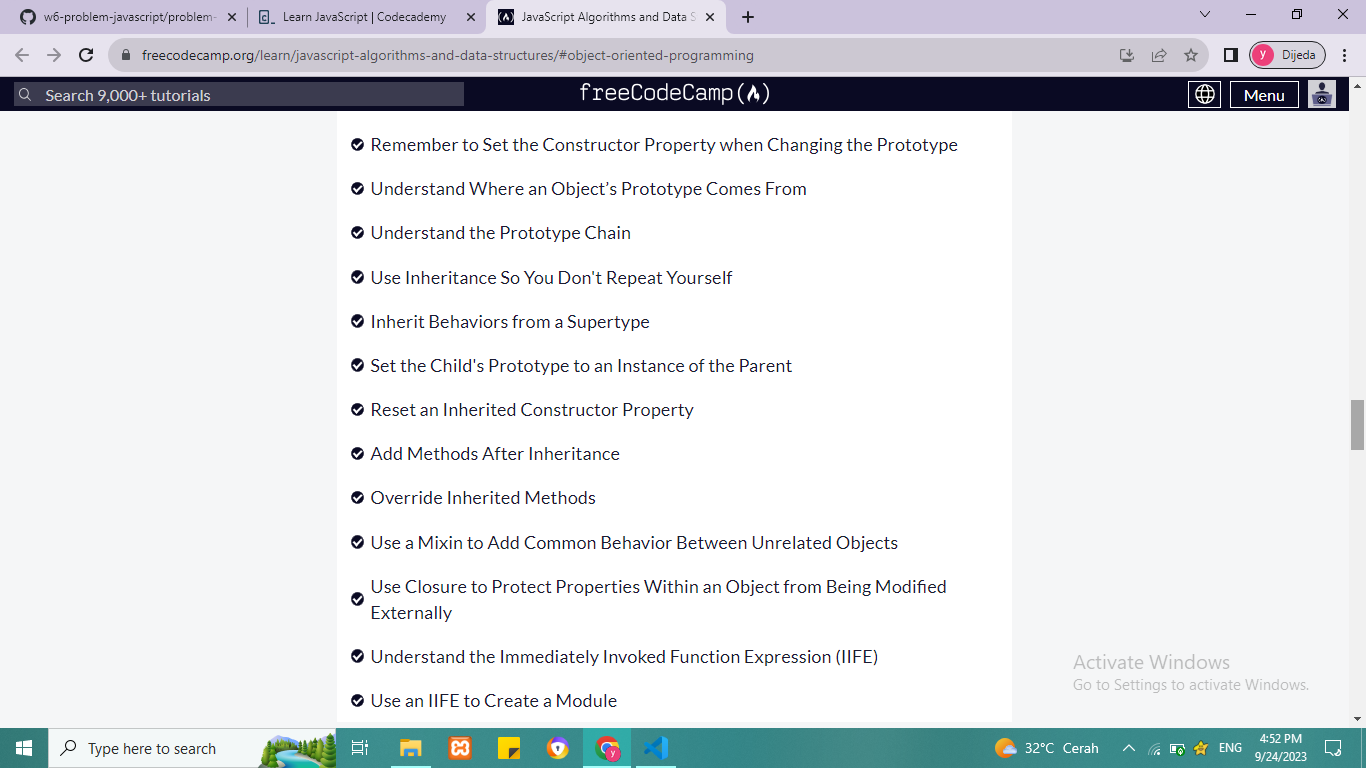 w6-problem-javascript/problem-
Learn JavaScript | Codecademy
JavaScript Algorithms and Data S
freecodecamp.org/learn/javascript-algorithms-and-data-structures/#object-oriented-programming
y
Dijeda
Search 9,000+ tutorials
freeCodeCamp
Menu
Remember to Set the Constructor Property when Changing the Prototype
Understand Where an Object’s Prototype Comes From
Understand the Prototype Chain
Use Inheritance So You Don't Repeat Yourself
Inherit Behaviors from a Supertype
Set the Child's Prototype to an Instance of the Parent
Reset an Inherited Constructor Property
Add Methods After Inheritance
Override Inherited Methods
Use a Mixin to Add Common Behavior Between Unrelated Objects
Use Closure to Protect Properties Within an Object from Being Modified
Externally
Understand the Immediately Invoked Function Expression (IIFE)
Use an IIFE to Create a Module
Activate Windows
Go to Settings to activate Windows.
Type here to search
32°C Cerah
ENG
4:52 PM
9/24/2023